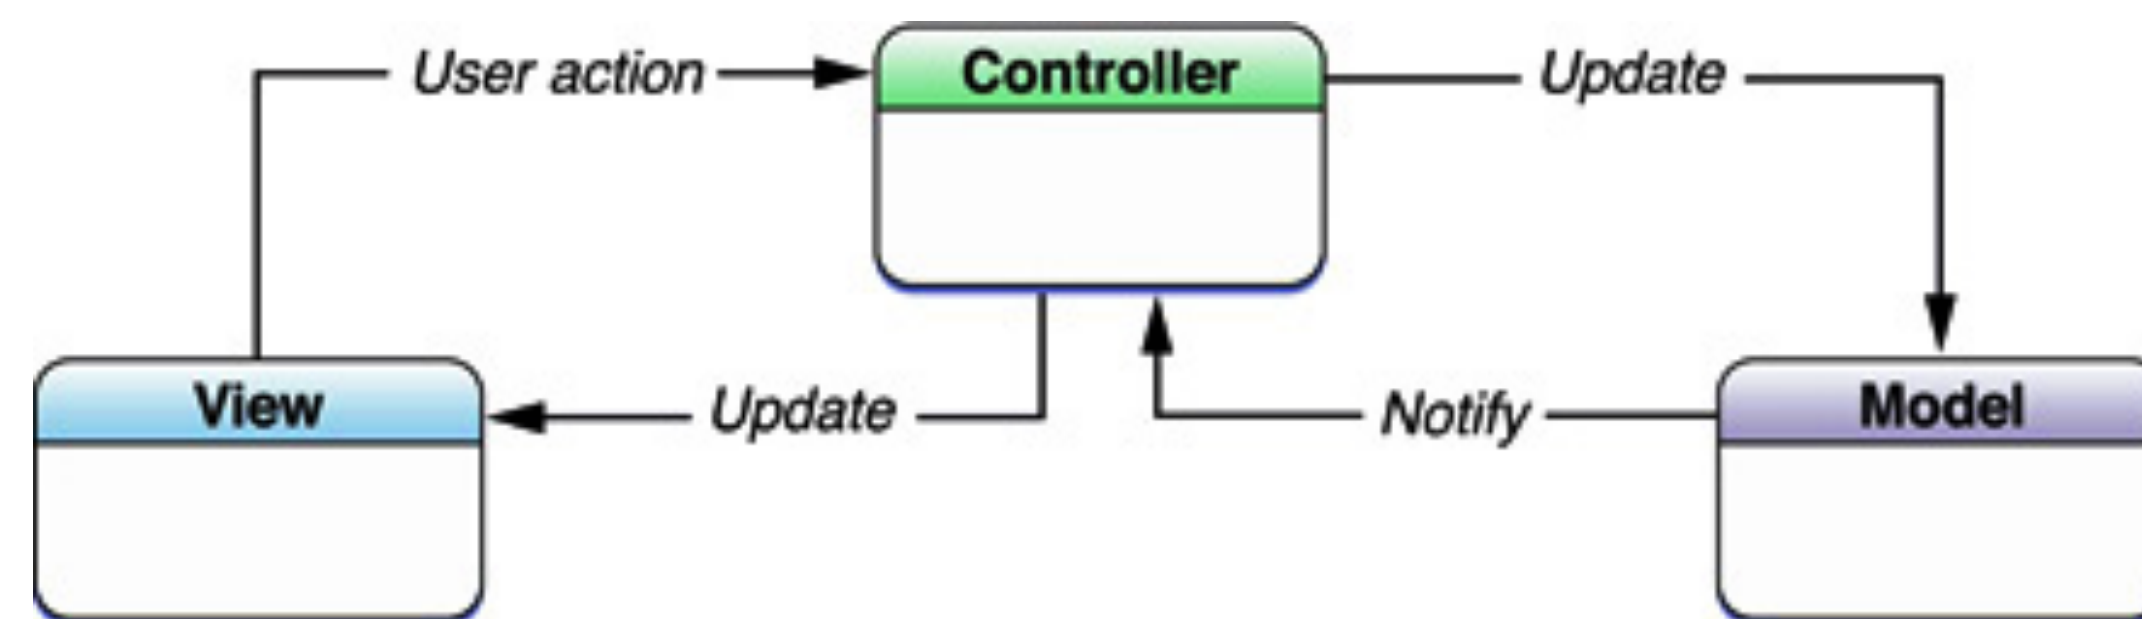 User action
Controller
Update
View
Update
Notify
Model